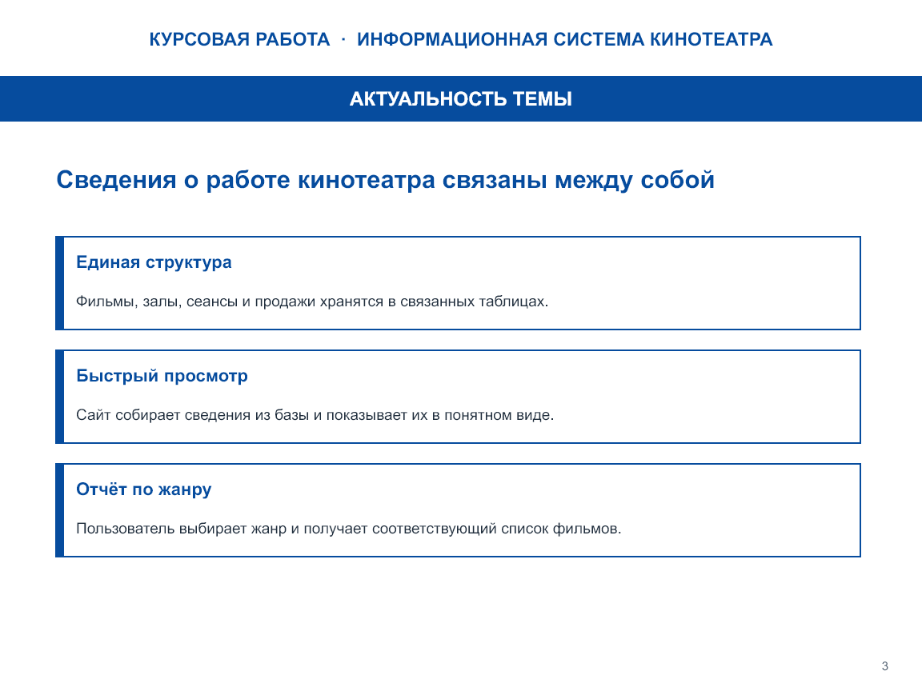 КУРСОВАЯ РАБОТА · ИНФОРМАЦИОННАЯ СИСТЕМА КИНОТЕАТРА
АКТУАЛЬНОСТЬ ТЕМЫ
Сведения о работе кинотеатра связаны между собой
Единая структура
Фильмы, залы, сеансы и продажи хранятся в связанных таблицах.
Быстрый просмотр
Сайт собирает сведения из базы и показывает их в понятном виде.
Отчёт по жанру
Пользователь выбирает жанр и получает соответствующий список фильмов.
3